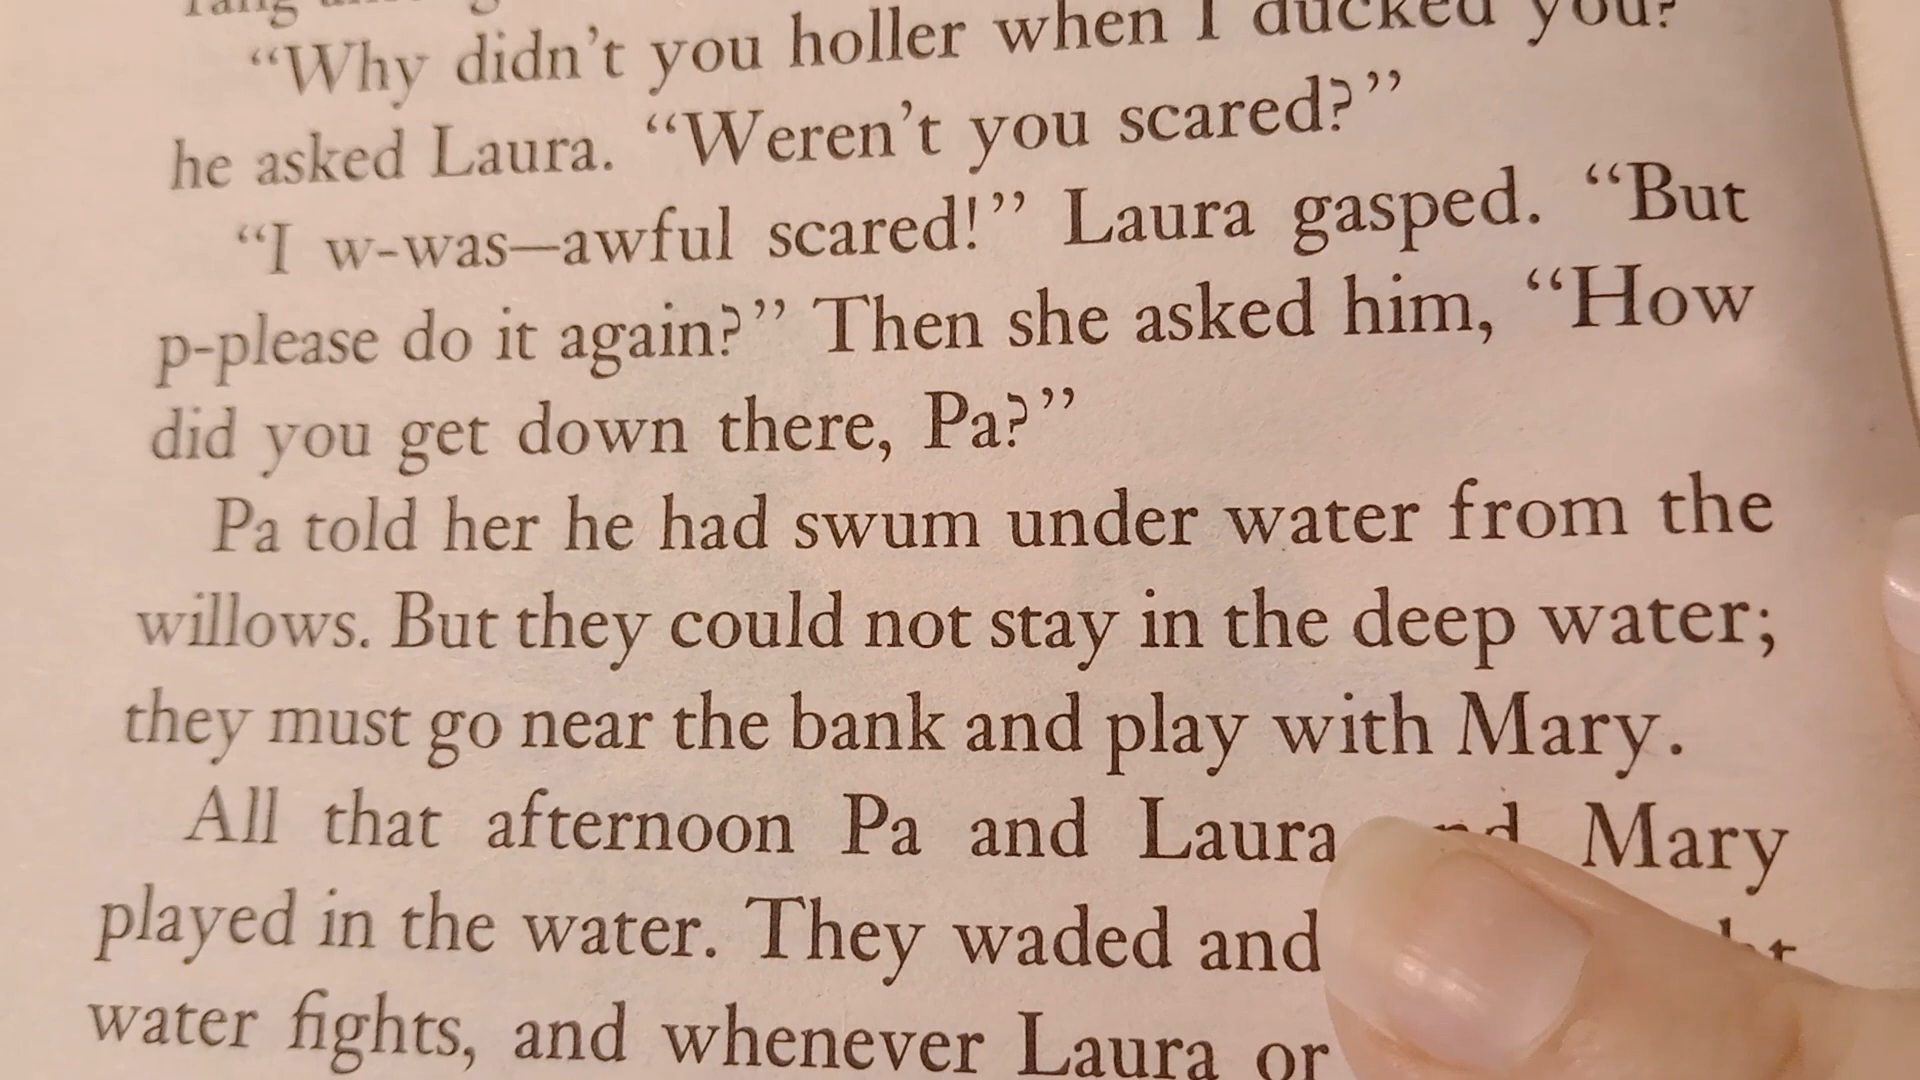 "Why didn't you holler when I ducked you?"
he asked Laura. "Weren't you scared?"
"I w-was—awful scared!" Laura gasped. "But
p-please do it again?" Then she asked him, "How
did you get down there, Pa?"
Pa told her he had swum under water from the
willows. But they could not stay in the deep water;
they must go near the bank and play with Mary.
All that afternoon Pa and Laura Mary
played in the water. They waded and
water fights, and whenever Laura or